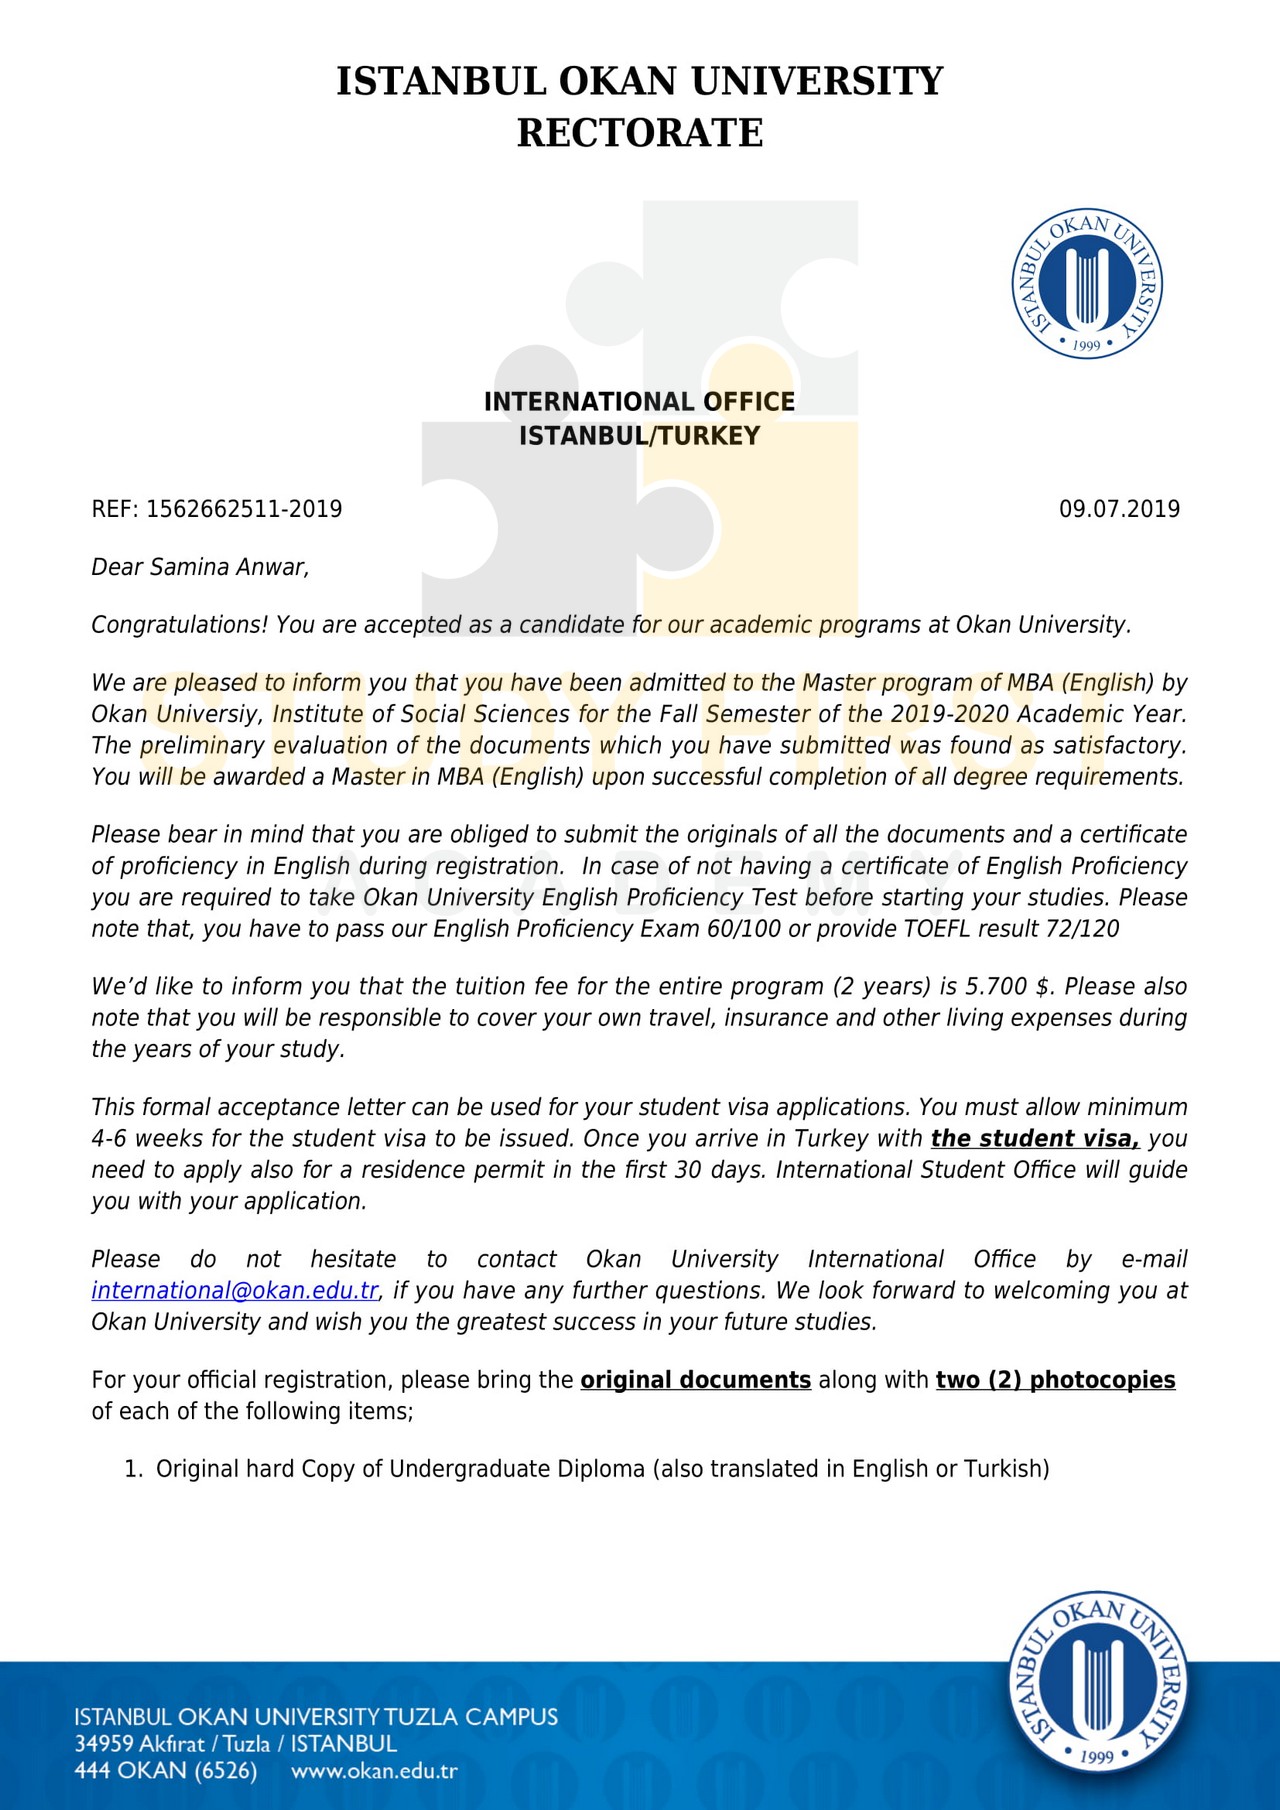 ISTANBUL OKAN UNIVERSITY
RECTORATE
ISTANBUL OKAN UNIVERSITY
• 1999 •
INTERNATIONAL OFFICE
ISTANBUL/TURKEY
REF: 1562662511-2019 09.07.2019
Dear Samina Anwar,
Congratulations! You are accepted as a candidate for our academic programs at Okan University.
STUDY FIRST
ACADEMY
We are pleased to inform you that you have been admitted to the Master program of MBA (English) by
Okan Universiy, Institute of Social Sciences for the Fall Semester of the 2019-2020 Academic Year.
The preliminary evaluation of the documents which you have submitted was found as satisfactory.
You will be awarded a Master in MBA (English) upon successful completion of all degree requirements.
Please bear in mind that you are obliged to submit the originals of all the documents and a certificate
of proficiency in English during registration.  In case of not having a certificate of English Proficiency
you are required to take Okan University English Proficiency Test before starting your studies. Please
note that, you have to pass our English Proficiency Exam 60/100 or provide TOEFL result 72/120
We’d like to inform you that the tuition fee for the entire program (2 years) is 5.700 $. Please also
note that you will be responsible to cover your own travel, insurance and other living expenses during
the years of your study.
This formal acceptance letter can be used for your student visa applications. You must allow minimum
4-6 weeks for the student visa to be issued. Once you arrive in Turkey with the student visa, you
need to apply also for a residence permit in the first 30 days. International Student Office will guide
you with your application.
Please do not hesitate to contact Okan University International Office by e-mail
international@okan.edu.tr, if you have any further questions. We look forward to welcoming you at
Okan University and wish you the greatest success in your future studies.
For your official registration, please bring the original documents along with two (2) photocopies
of each of the following items;
1. Original hard Copy of Undergraduate Diploma (also translated in English or Turkish)
ISTANBUL OKAN UNIVERSITY TUZLA CAMPUS
34959 Akfırat / Tuzla / ISTANBUL
444 OKAN (6526) www.okan.edu.tr
ISTANBUL OKAN UNIVERSITY
• 1999 •